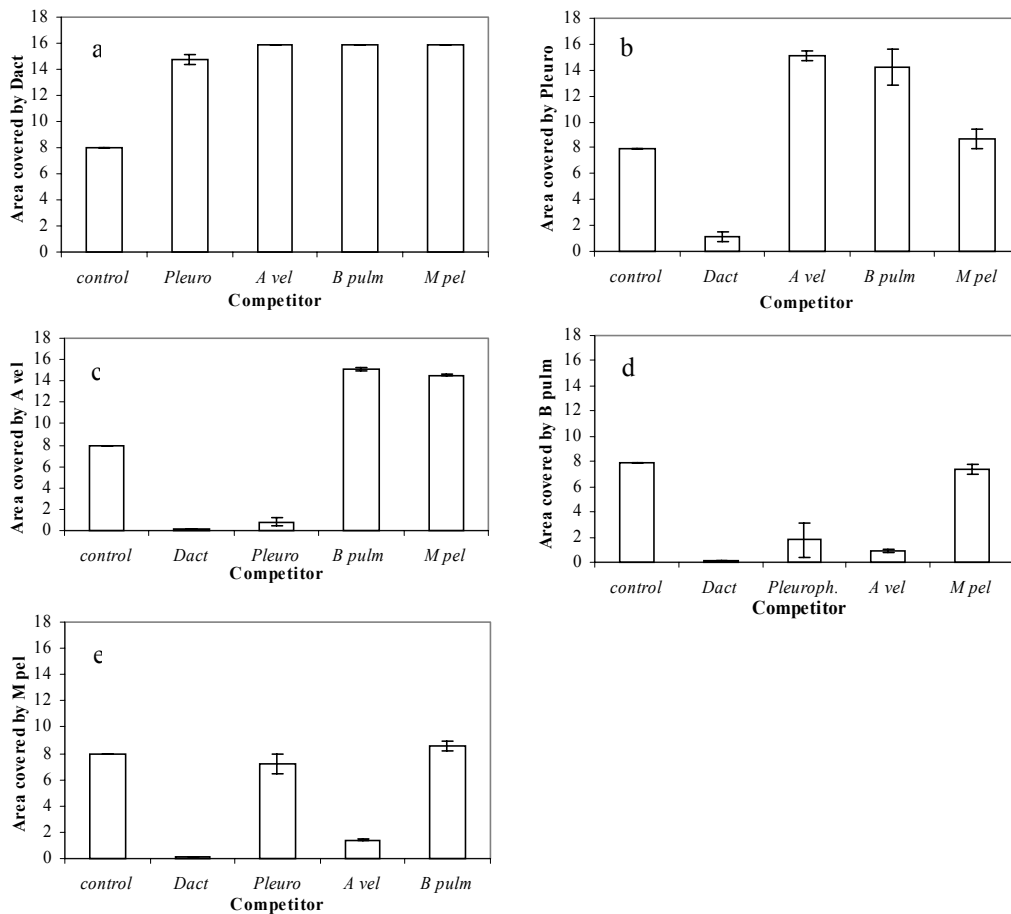 a
Area covered by Dact
18
16
14
12
10
8
6
4
2
0
control Pleuro A vel B pulm M pel
Competitor
b
Area covered by Pleuro
18
16
14
12
10
8
6
4
2
0
control Dact A vel B pulm M pel
Competitor
c
Area covered by A vel
18
16
14
12
10
8
6
4
2
0
control Dact Pleuro B pulm M pel
Competitor
d
Area covered by B pulm
18
16
14
12
10
8
6
4
2
0
control Dact Pleuroph. A vel M pel
Competitor
e
Area covered by M pel
18
16
14
12
10
8
6
4
2
0
control Dact Pleuro A vel B pulm
Competitor